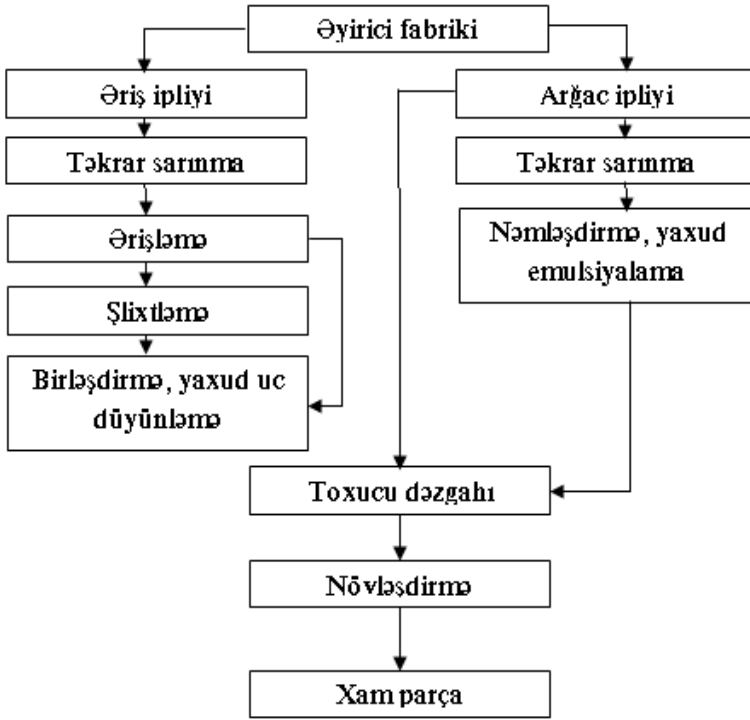 Əyirici fabriki
Əriş ipliyi
Arğac ipliyi
Təkrar sarınma
Təkrar sarınma
Ərişləmə
Nəmləşdirmə, yaxud
emulsiyalama
Şlixtləmə
Birləşdirmə, yaxud uc
düyünləmə
Toxucu dəzgahı
Növləşdirmə
Xam parça